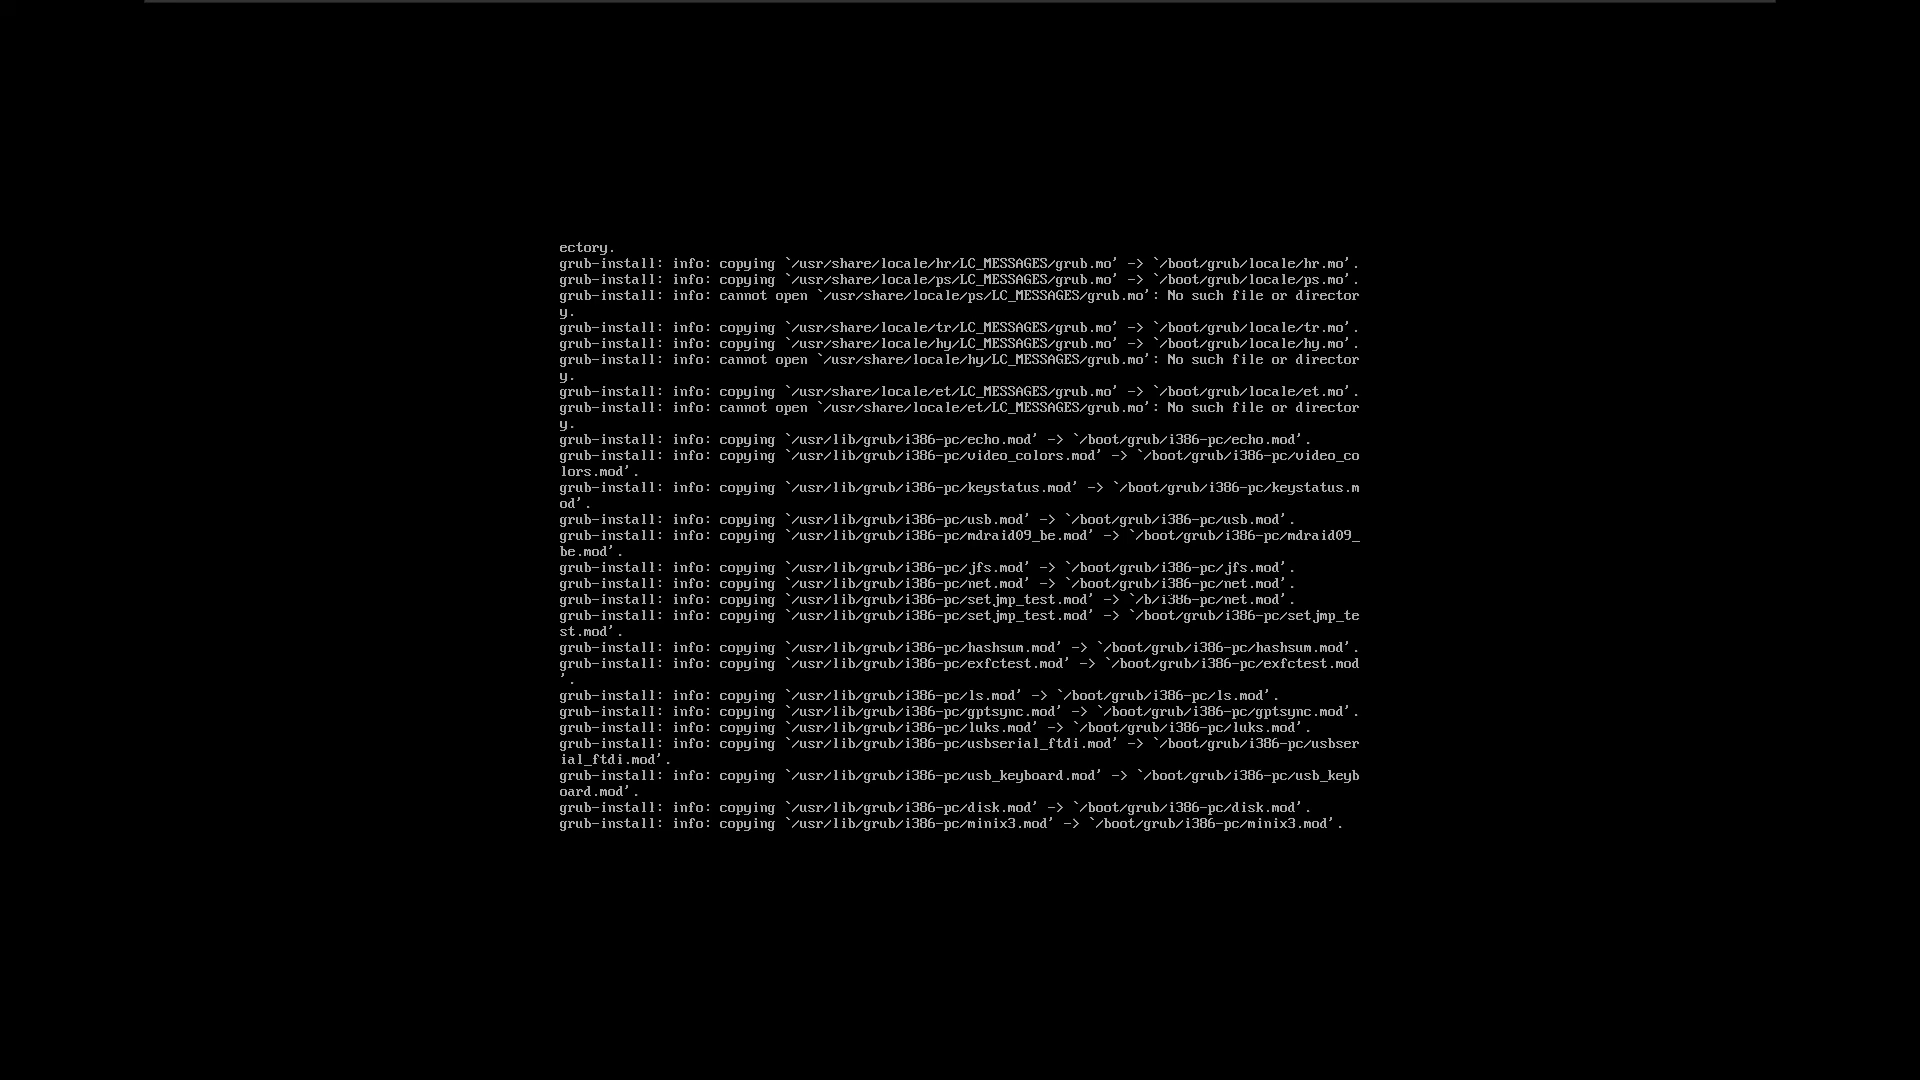 ectory.
grub-install: info: copying `/usr/share/locale/hr/LC_MESSAGES/grub.mo' -> `/boot/grub/locale/hr.mo'.
grub-install: info: copying `/usr/share/locale/ps/LC_MESSAGES/grub.mo' -> `/boot/grub/locale/ps.mo'.
grub-install: info: cannot open `/usr/share/locale/ps/LC_MESSAGES/grub.mo': No such file or director
y.
grub-install: info: copying `/usr/share/locale/tr/LC_MESSAGES/grub.mo' -> `/boot/grub/locale/tr.mo'.
grub-install: info: copying `/usr/share/locale/hy/LC_MESSAGES/grub.mo' -> `/boot/grub/locale/hy.mo'.
grub-install: info: cannot open `/usr/share/locale/hy/LC_MESSAGES/grub.mo': No such file or director
y.
grub-install: info: copying `/usr/share/locale/et/LC_MESSAGES/grub.mo' -> `/boot/grub/locale/et.mo'.
grub-install: info: cannot open `/usr/share/locale/et/LC_MESSAGES/grub.mo': No such file or director
y.
grub-install: info: copying `/usr/lib/grub/i386-pc/echo.mod' -> `/boot/grub/i386-pc/echo.mod'.
grub-install: info: copying `/usr/lib/grub/i386-pc/video_colors.mod' -> `/boot/grub/i386-pc/video_co
lors.mod'.
grub-install: info: copying `/usr/lib/grub/i386-pc/keystatus.mod' -> `/boot/grub/i386-pc/keystatus.m
od'.
grub-install: info: copying `/usr/lib/grub/i386-pc/usb.mod' -> `/boot/grub/i386-pc/usb.mod'.
grub-install: info: copying `/usr/lib/grub/i386-pc/mdraid09_be.mod' -> `/boot/grub/i386-pc/mdraid09_
be.mod'.
grub-install: info: copying `/usr/lib/grub/i386-pc/jfs.mod' -> `/boot/grub/i386-pc/jfs.mod'.
grub-install: info: copying `/usr/lib/grub/i386-pc/net.mod' -> `/boot/grub/i386-pc/net.mod'.
grub-install: info: copying `/usr/lib/grub/i386-pc/setjmp_test.mod' -> `/b/i386-pc/net.mod'.
grub-install: info: copying `/usr/lib/grub/i386-pc/setjmp_test.mod' -> `/boot/grub/i386-pc/setjmp_te
st.mod'.
grub-install: info: copying `/usr/lib/grub/i386-pc/hashsum.mod' -> `/boot/grub/i386-pc/hashsum.mod'.
grub-install: info: copying `/usr/lib/grub/i386-pc/exfctest.mod' -> `/boot/grub/i386-pc/exfctest.mod
'.
grub-install: info: copying `/usr/lib/grub/i386-pc/ls.mod' -> `/boot/grub/i386-pc/ls.mod'.
grub-install: info: copying `/usr/lib/grub/i386-pc/gptsync.mod' -> `/boot/grub/i386-pc/gptsync.mod'.
grub-install: info: copying `/usr/lib/grub/i386-pc/luks.mod' -> `/boot/grub/i386-pc/luks.mod'.
grub-install: info: copying `/usr/lib/grub/i386-pc/usbserial_ftdi.mod' -> `/boot/grub/i386-pc/usbser
ial_ftdi.mod'.
grub-install: info: copying `/usr/lib/grub/i386-pc/usb_keyboard.mod' -> `/boot/grub/i386-pc/usb_keyb
oard.mod'.
grub-install: info: copying `/usr/lib/grub/i386-pc/disk.mod' -> `/boot/grub/i386-pc/disk.mod'.
grub-install: info: copying `/usr/lib/grub/i386-pc/minix3.mod' -> `/boot/grub/i386-pc/minix3.mod'.